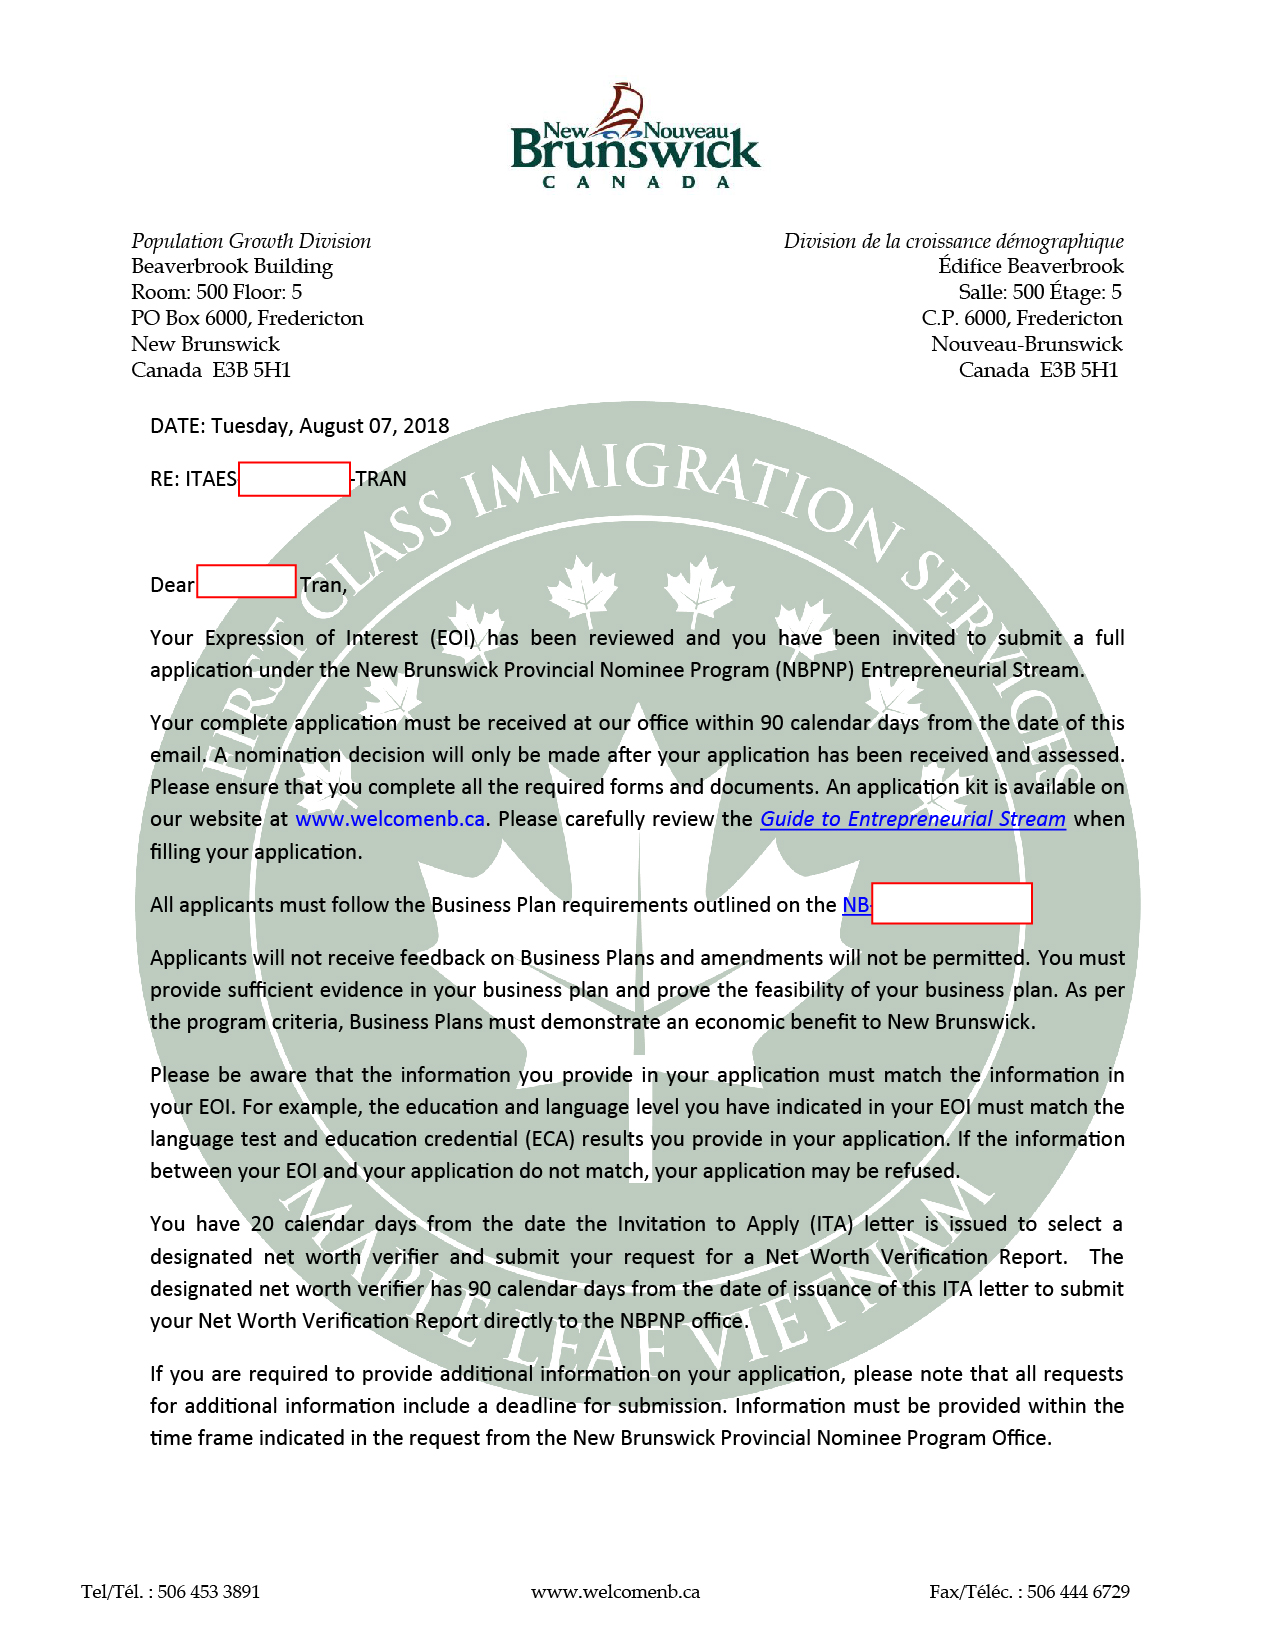 New Nouveau
Brunswick
CANADA
Population Growth Division
Beaverbrook Building
Room: 500 Floor: 5
PO Box 6000, Fredericton
New Brunswick
Canada E3B 5H1
Division de la croissance démographique
Édifice Beaverbrook
Salle: 500 Étage: 5
C.P. 6000, Fredericton
Nouveau-Brunswick
Canada E3B 5H1
DATE: Tuesday, August 07, 2018
RE: ITAES -TRAN
Dear Tran,
Your Expression of Interest (EOI) has been reviewed and you have been invited to submit a full
application under the New Brunswick Provincial Nominee Program (NBPNP) Entrepreneurial Stream.
Your complete application must be received at our office within 90 calendar days from the date of this
email. A nomination decision will only be made after your application has been received and assessed.
Please ensure that you complete all the required forms and documents. An application kit is available on
our website at www.welcomenb.ca. Please carefully review the Guide to Entrepreneurial Stream when
filling your application.
All applicants must follow the Business Plan requirements outlined on the NB-
Applicants will not receive feedback on Business Plans and amendments will not be permitted. You must
provide sufficient evidence in your business plan and prove the feasibility of your business plan. As per
the program criteria, Business Plans must demonstrate an economic benefit to New Brunswick.
Please be aware that the information you provide in your application must match the information in
your EOI. For example, the education and language level you have indicated in your EOI must match the
language test and education credential (ECA) results you provide in your application. If the information
between your EOI and your application do not match, your application may be refused.
You have 20 calendar days from the date the Invitation to Apply (ITA) letter is issued to select a
designated net worth verifier and submit your request for a Net Worth Verification Report. The
designated net worth verifier has 90 calendar days from the date of issuance of this ITA letter to submit
your Net Worth Verification Report directly to the NBPNP office.
If you are required to provide additional information on your application, please note that all requests
for additional information include a deadline for submission. Information must be provided within the
time frame indicated in the request from the New Brunswick Provincial Nominee Program Office.
FIRST CLASS IMMIGRATION SERVICES
MAPLE LEAF VIETNAM
Tel/Tél. : 506 453 3891
www.welcomenb.ca
Fax/Téléc. : 506 444 6729